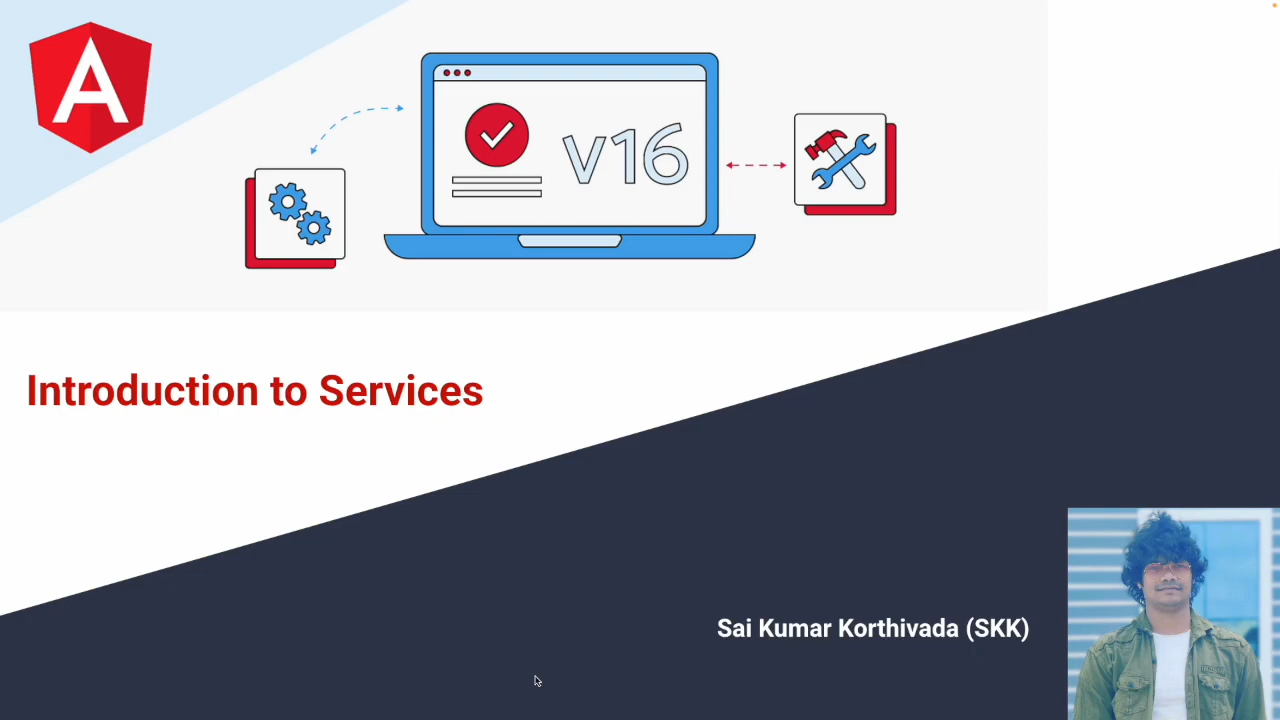 A
v16
Introduction to Services
Sai Kumar Korthivada (SKK)